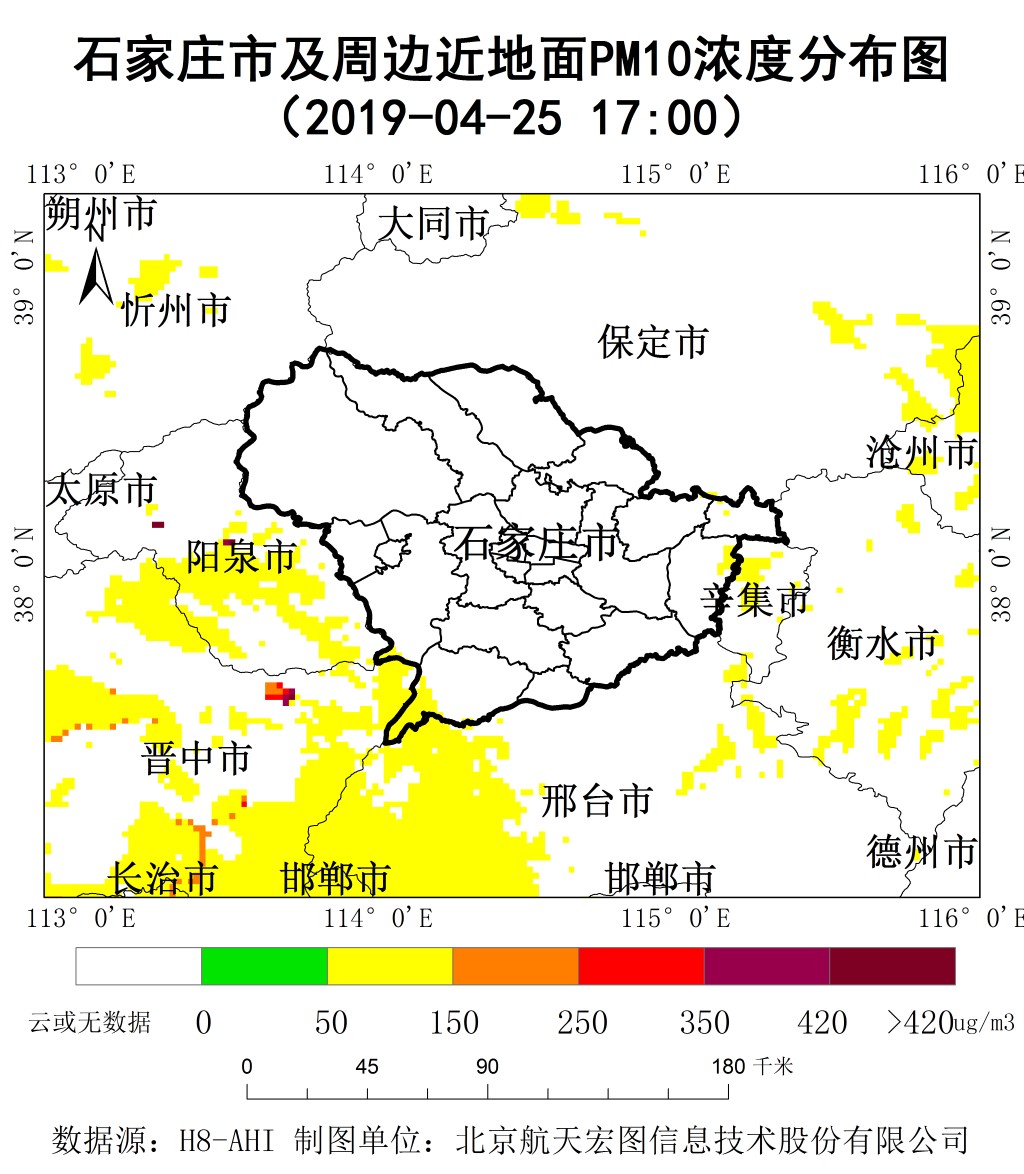 石家庄市及周边近地面PM10浓度分布图
(2019-04-25 17:00)
113° 0'E 114° 0'E 115° 0'E 116° 0'E
朔州市
大同市
N
39° 0'N
39° 0'N
忻州市
保定市
沧州市
太原市
38° 0'N
阳泉市
石家庄市
38° 0'N
辛集市
衡水市
晋中市
邢台市
德州市
长治市 邯郸市 邯郸市
113° 0'E 114° 0'E 115° 0'E 116° 0'E
云或无数据 0 50 150 250 350 420 >420ug/m3
0 45 90 180 千米
数据源：H8-AHI 制图单位：北京航天宏图信息技术股份有限公司